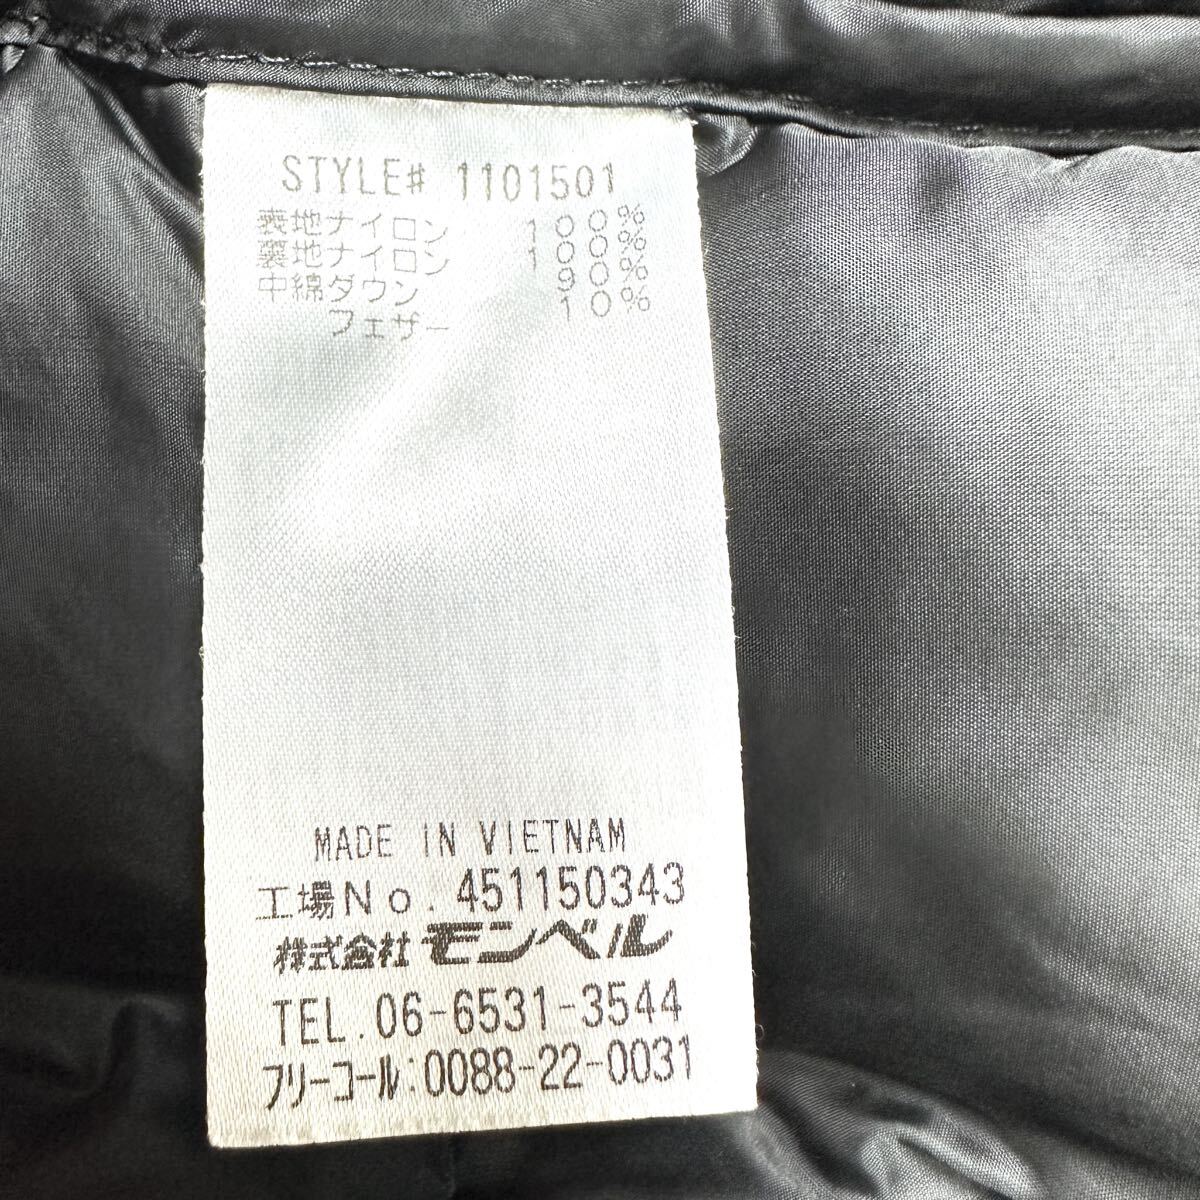 STYLE# 1101501
表地ナイロン 100%
裏地ナイロン 100%
中綿ダウン 90%
フェザー 10%
MADE IN VIETNAM
工場No. 451150343
株式会社 モンベル
TEL. 06-6531-3544
フリーコール:0088-22-0031